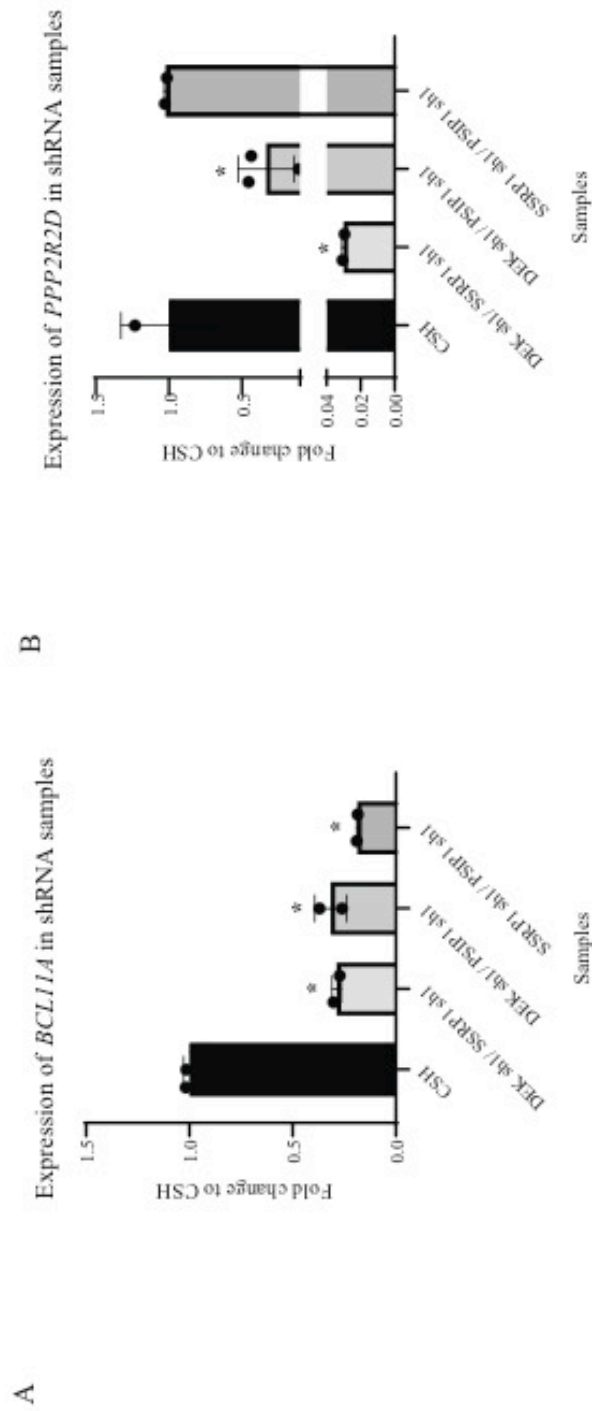 A
Expression of BCL11A in shRNA samples
Fold change to CSH
1.5
1.0
0.5
0.0
*
*
*
CSH
DEK sh1/ SSRP1 sh1
DEK sh1/ PSIP1 sh1
SSRP1 sh1/ PSIP1 sh1
Samples
B
Expression of PPP2R2D in shRNA samples
Fold change to CSH
1.5
1.0
0.5
0.04
0.02
0.00
*
*
CSH
DEK sh1/ SSRP1 sh1
DEK sh1/ PSIP1 sh1
SSRP1 sh1/ PSIP1 sh1
Samples